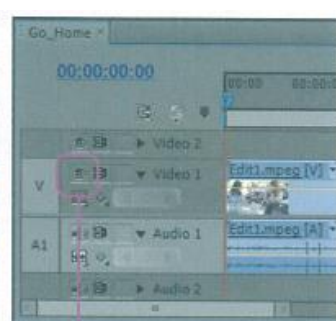 Go_Home ×
00:00:00:00
00:00
Video 2
V
Video 1
Edit1.mpeg [V]
A1
Audio 1
Edit1.mpeg [A]
Audio 2